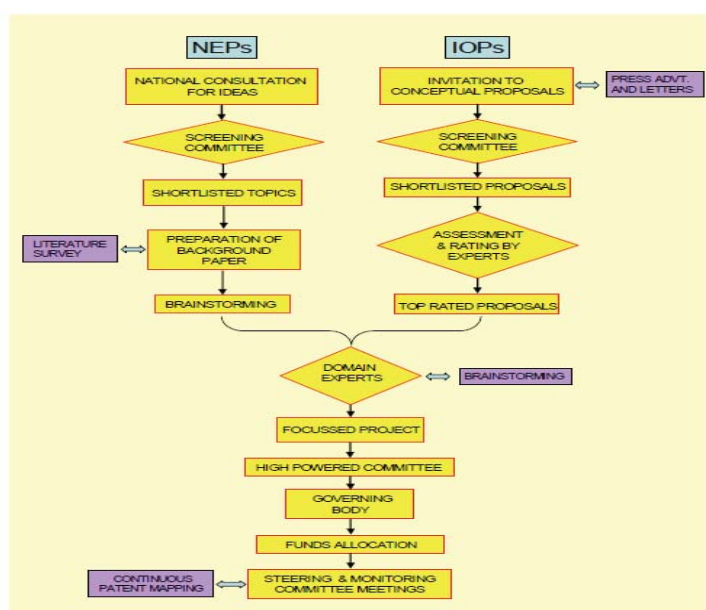 NEPs
IOPs
NATIONAL CONSULTATION
FOR IDEAS
INVITATION TO
CONCEPTUAL PROPOSALS
PRESS ADVT.
AND LETTERS
SCREENING
COMMITTEE
SCREENING
COMMITTEE
SHORTLISTED TOPICS
SHORTLISTED PROPOSALS
LITERATURE
SURVEY
PREPARATION OF
BACKGROUND
PAPER
ASSESSMENT
& RATING BY
EXPERTS
BRAINSTORMING
TOP RATED PROPOSALS
DOMAIN
EXPERTS
BRAINSTORMING
FOCUSSED PROJECT
HIGH POWERED COMMITTEE
GOVERNING
BODY
FUNDS ALLOCATION
CONTINUOUS
PATENT MAPPING
STEERING & MONITORING
COMMITTEE MEETINGS